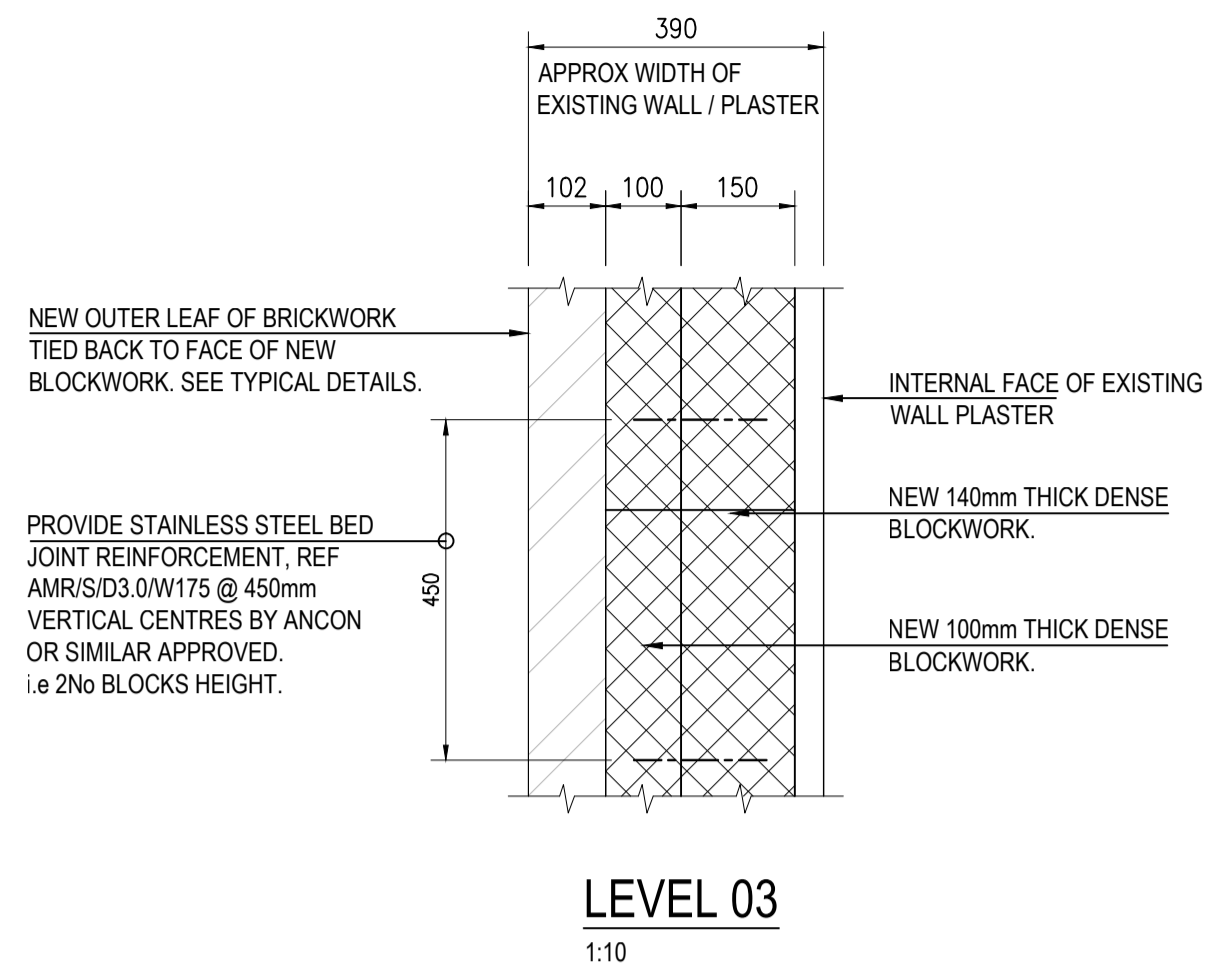 390
APPROX WIDTH OF
EXISTING WALL / PLASTER
102
100
150
NEW OUTER LEAF OF BRICKWORK
TIED BACK TO FACE OF NEW
BLOCKWORK. SEE TYPICAL DETAILS.
INTERNAL FACE OF EXISTING
WALL PLASTER
PROVIDE STAINLESS STEEL BED
JOINT REINFORCEMENT, REF
AMR/S/D3.0/W175 @ 450mm
VERTICAL CENTRES BY ANCON
OR SIMILAR APPROVED.
i.e 2No BLOCKS HEIGHT.
450
NEW 140mm THICK DENSE
BLOCKWORK.
NEW 100mm THICK DENSE
BLOCKWORK.
LEVEL 03
1:10